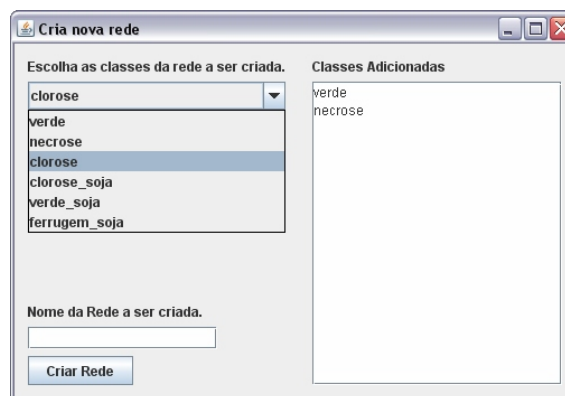 Cria nova rede
Escolha as classes da rede a ser criada.
clorose
verde
necrose
clorose
clorose_soja
verde_soja
ferrugem_soja
Nome da Rede a ser criada.
Criar Rede
Classes Adicionadas
verde
necrose